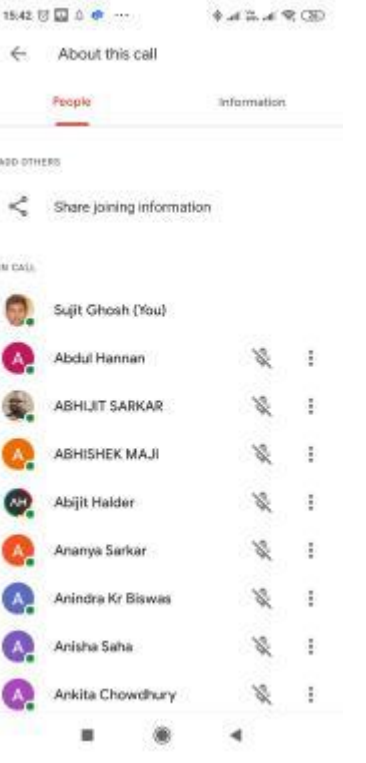 15:42
About this call
People Information
ADD OTHERS
Share joining information
IN CALL
Sujit Ghosh (You)
A Abdul Hannan
ABHIJIT SARKAR
A ABHISHEK MAJI
AH Abijit Halder
A Ananya Sarkar
A Anindra Kr Biswas
A Anisha Saha
A Ankita Chowdhury